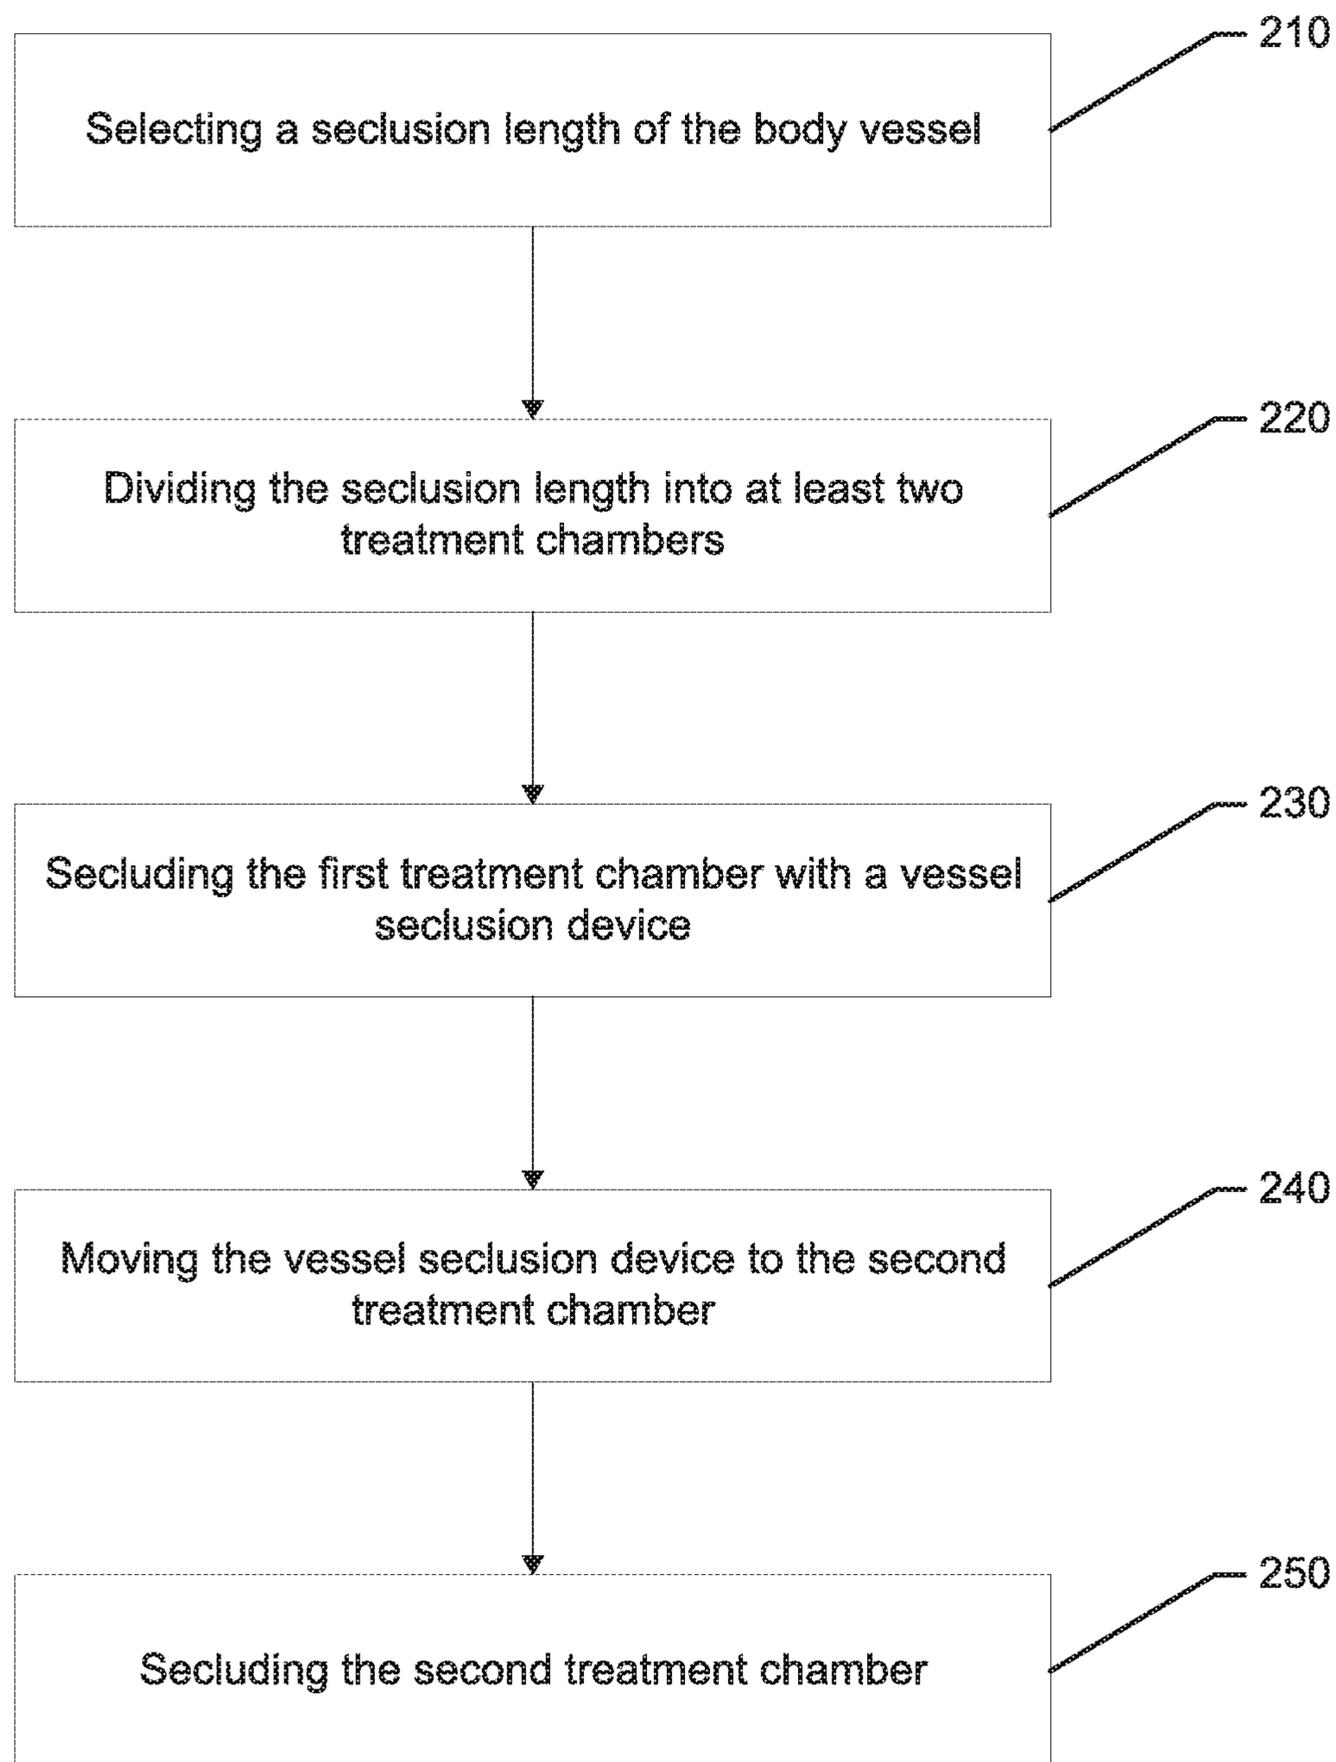 210
Selecting a seclusion length of the body vessel
220
Dividing the seclusion length into at least two
treatment chambers
230
Secluding the first treatment chamber with a vessel
seclusion device
240
Moving the vessel seclusion device to the second
treatment chamber
250
Secluding the second treatment chamber